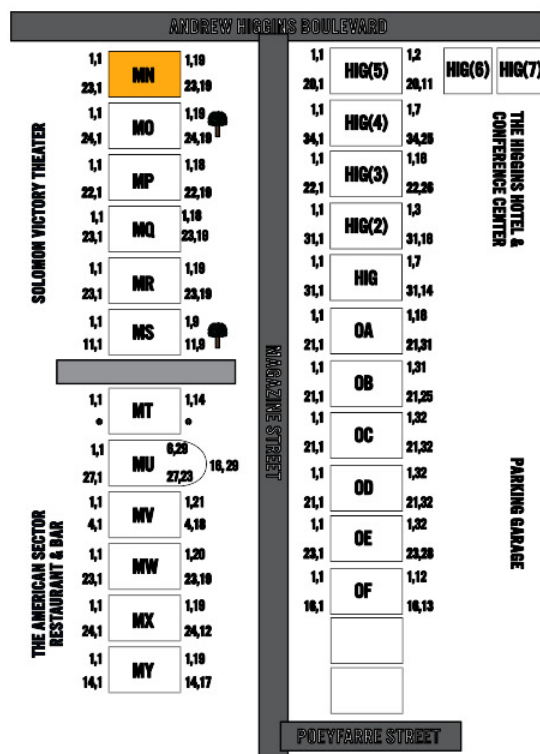 ANDREW HIGGINS BOULEVARD
1,1 MN 1,19
23,1 23,19
1,1 MO 1,19
24,1 24,19
1,1 MP 1,18
22,1 22,19
1,1 MQ 1,18
23,1 23,19
1,1 MR 1,19
23,1 23,19
1,1 MS 1,9
11,1 11,9
SOLOMON VICTORY THEATER
1,1 MT 1,14
1,1 MU 6,29
27,1 27,23 16,29
1,1 MV 1,21
4,1 4,18
1,1 MW 1,20
23,1 23,19
1,1 MX 1,19
24,1 24,12
1,1 MY 1,19
14,1 14,17
THE AMERICAN SECTOR
RESTAURANT & BAR
MAGAZINE STREET
1,1 HIG(5) 1,2
20,1 20,11
HIG(6) HIG(7)
1,1 HIG(4) 1,7
34,1 34,25
1,1 HIG(3) 1,16
22,1 22,26
1,1 HIG(2) 1,3
31,1 31,16
1,1 HIG 1,7
31,1 31,14
THE HIGGINS HOTEL &
CONFERENCE CENTER
1,1 OA 1,18
21,1 21,31
1,1 OB 1,31
21,1 21,25
1,1 OC 1,32
21,1 21,32
1,1 OD 1,32
21,1 21,32
1,1 OE 1,32
23,1 23,28
1,1 OF 1,12
16,1 16,13
PARKING GARAGE
POEYFARRE STREET